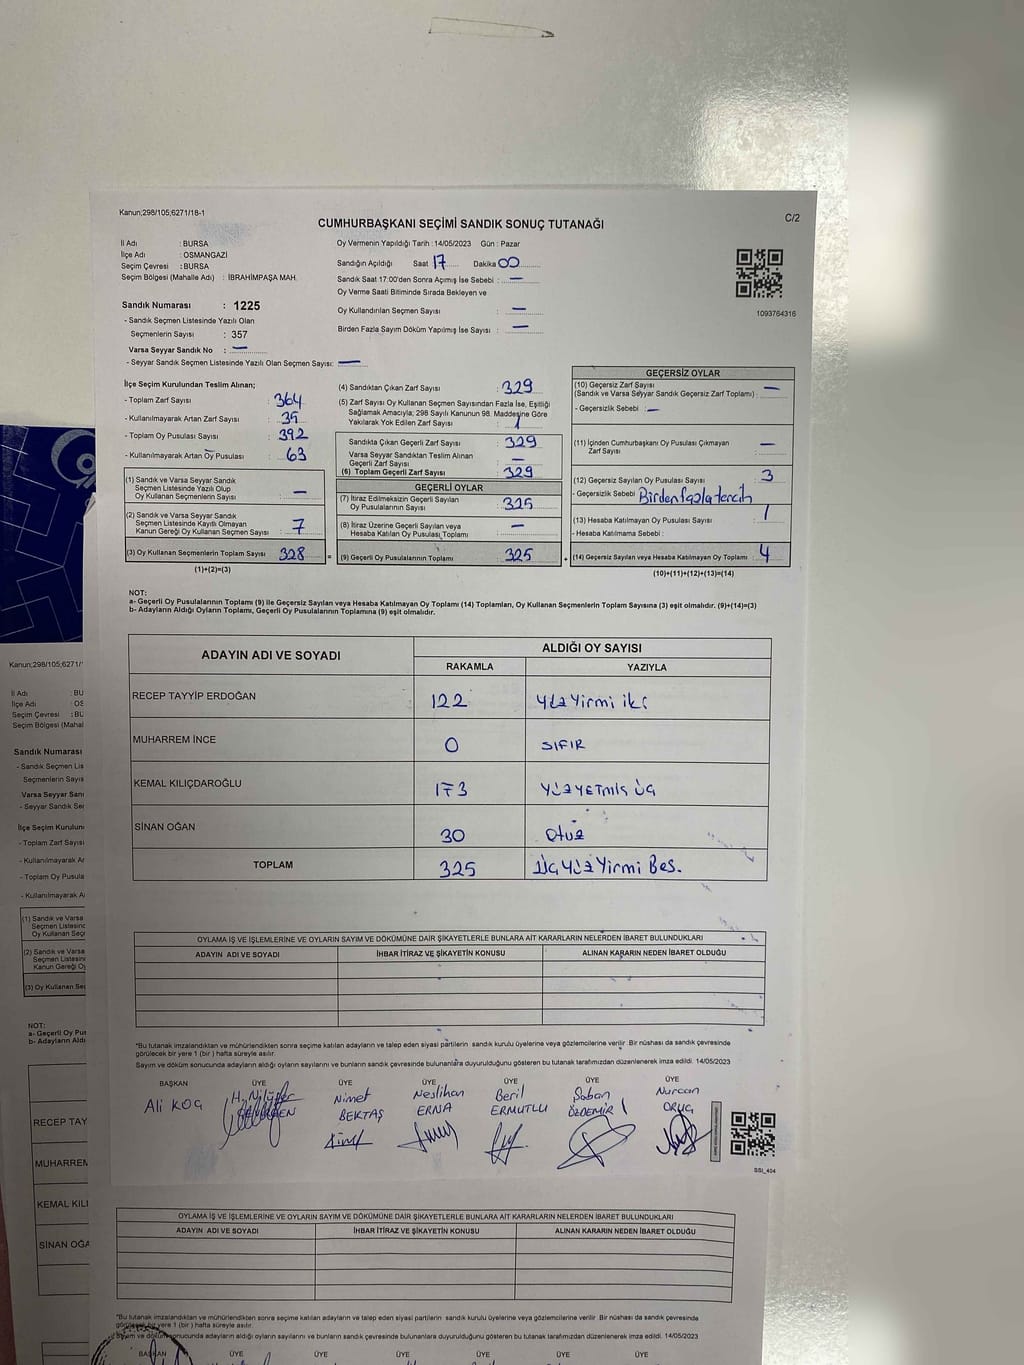 Kanun;298/105;6271/18-1
C/2
CUMHURBAŞKANI SEÇİMİ SANDIK SONUÇ TUTANAĞI
İl Adı : BURSA
İlçe Adı : OSMANGAZİ
Seçim Çevresi : BURSA
Seçim Bölgesi (Mahalle Adı) : İBRAHİMPAŞA MAH.
Sandık Numarası : 1225
- Sandık Seçmen Listesinde Yazılı Olan
Seçmenlerin Sayısı : 357
Varsa Seyyar Sandık No : —
- Seyyar Sandık Seçmen Listesinde Yazılı Olan Seçmen Sayısı: —
Oy Vermenin Yapıldığı Tarih : 14/05/2023 Gün : Pazar
Sandığın Açıldığı Saat 17 Dakika 00
Sandık Saat 17:00'den Sonra Açımış İse Sebebi : —
Oy Verme Saati Bitiminde Sırada Bekleyen ve
Oy Kullandırılan Seçmen Sayısı : —
Birden Fazla Sayım Döküm Yapılmış İse Sayısı : —
1093764316
İlçe Seçim Kurulundan Teslim Alınan;
- Toplam Zarf Sayısı : 364
- Kullanılmayarak Artan Zarf Sayısı : 35
- Toplam Oy Pusulası Sayısı : 392
- Kullanılmayarak Artan Oy Pusulası : 63
(1) Sandık ve Varsa Seyyar Sandık
Seçmen Listesinde Yazılı Olup
Oy Kullanan Seçmenlerin Sayısı : —
(2) Sandık ve Varsa Seyyar Sandık
Seçmen Listesinde Kayıtlı Olmayan
Kanun Gereği Oy Kullanan Seçmen Sayısı : 7
(3) Oy Kullanan Seçmenlerin Toplam Sayısı : 328
(1)+(2)=(3)
(4) Sandıktan Çıkan Zarf Sayısı : 329
(5) Zarf Sayısı Oy Kullanan Seçmen Sayısından Fazla İse, Eşitliği
Sağlamak Amacıyla; 298 Sayılı Kanunun 98. Maddesine Göre
Yakılarak Yok Edilen Zarf Sayısı : 1
Sandıkta Çıkan Geçerli Zarf Sayısı : 329
Varsa Seyyar Sandıktan Teslim Alınan
Geçerli Zarf Sayısı : —
(6) Toplam Geçerli Zarf Sayısı : 329
GEÇERLİ OYLAR
(7) İtiraz Edilmeksizin Geçerli Sayılan
Oy Pusulasının Sayısı : 325
(8) İtiraz Üzerine Geçerli Sayılan veya
Hesaba Katılan Oy Pusulası Toplamı : —
= (9) Geçerli Oy Pusulalarının Toplamı : 325
GEÇERSİZ OYLAR
(10) Geçersiz Zarf Sayısı
(Sandık ve Varsa Seyyar Sandık Geçersiz Zarf Toplamı) : —
- Geçersizlik Sebebi : —
(11) İçinden Cumhurbaşkanı Oy Pusulası Çıkmayan
Zarf Sayısı : —
(12) Geçersiz Sayılan Oy Pusulası Sayısı : 3
- Geçersizlik Sebebi : Birden fazla tercih
(13) Hesaba Katılmayan Oy Pusulası Sayısı : 1
- Hesaba Katılmama Sebebi :
+ (14) Geçersiz Sayılan veya Hesaba Katılmayan Oy Toplamı : 4
(10)+(11)+(12)+(13)=(14)
NOT:
a- Geçerli Oy Pusulalarının Toplamı (9) ile Geçersiz Sayılan veya Hesaba Katılmayan Oy Toplamı (14) Toplamları, Oy Kullanan Seçmenlerin Toplam Sayısına (3) eşit olmalıdır. (9)+(14)=(3)
b- Adayların Aldığı Oyların Toplamı, Geçerli Oy Pusulalarının Toplamına (9) eşit olmalıdır.
ADAYIN ADI VE SOYADI ALDIĞI OY SAYISI
RAKAMLA YAZIYLA
RECEP TAYYİP ERDOĞAN 122 Yüz Yirmi iki
MUHARREM İNCE 0 SIFIR
KEMAL KILIÇDAROĞLU 173 YÜZ YETMİŞ ÜÇ
SİNAN OĞAN 30 Otuz
TOPLAM 325 Üç Yüz Yirmi Beş.
OYLAMA İŞ VE İŞLEMLERİNE VE OYLARIN SAYIM VE DÖKÜMÜNE DAİR ŞİKAYETLERLE BUNLARA AİT KARARLARIN NELERDEN İBARET BULUNDUKLARI
ADAYIN ADI VE SOYADI İHBAR İTİRAZ VE ŞİKAYETİN KONUSU ALINAN KARARIN NEDEN İBARET OLDUĞU
*Bu tutanak imzalandıktan ve mühürlendikten sonra seçime katılan adayların ve talep eden siyasi partilerin sandık kurulu üyelerine veya gözlemcilerine verilir .Bir nüshası da sandık çevresinde
görülecek bir yere 1 (bir ) hafta süreyle asılır.
Sayım ve döküm sonucunda adayların aldığı oyların sayılarını ve bunların sandık çevresinde bulunanlara duyurulduğunu gösteren bu tutanak tarafımızdan düzenlenerek imza edildi. 14/05/2023
BAŞKAN ÜYE ÜYE ÜYE ÜYE ÜYE ÜYE
Ali KOÇ H. Nilüfer Nimet BEKTAŞ Neslihan ERNA Beril ERMUTLU Şaban ÖZDEMİR Nurcan ORUÇ
SSI_404
OYLAMA İŞ VE İŞLEMLERİNE VE OYLARIN SAYIM VE DÖKÜMÜNE DAİR ŞİKAYETLERLE BUNLARA AİT KARARLARIN NELERDEN İBARET BULUNDUKLARI
ADAYIN ADI VE SOYADI İHBAR İTİRAZ VE ŞİKAYETİN KONUSU ALINAN KARARIN NEDEN İBARET OLDUĞU
*Bu tutanak imzalandıktan ve mühürlendikten sonra seçime katılan adayların ve talep eden siyasi partilerin sandık kurulu üyelerine veya gözlemcilerine verilir .Bir nüshası da sandık çevresinde
görülecek bir yere 1 (bir ) hafta süreyle asılır.
Sayım ve döküm sonucunda adayların aldığı oyların sayılarını ve bunların sandık çevresinde bulunanlara duyurulduğunu gösteren bu tutanak tarafımızdan düzenlenerek imza edildi. 14/05/2023
BAŞKAN ÜYE ÜYE ÜYE ÜYE ÜYE ÜYE
Kanun;298/105;6271/
İl Adı : BU
İlçe Adı : OS
Seçim Çevresi : BU
Seçim Bölgesi (Mahal
Sandık Numarası
- Sandık Seçmen Lis
Seçmenlerin Sayıs
Varsa Seyyar San
- Seyyar Sandık Se
İlçe Seçim Kurulun
- Toplam Zarf Sayıs
- Kullanılmayarak Ar
- Toplam Oy Pusula
- Kullanılmayarak A
(1) Sandık ve Varsa
Seçmen Listesinde
Oy Kullanan Seç
(2) Sandık ve Varsa
Seçmen Listesin
Kanun Gereği Oy
(3) Oy Kullanan Se
NOT:
a- Geçerli Oy Pus
b- Adayların Aldı
RECEP TAY
MUHARREM
KEMAL KILI
SİNAN OĞA